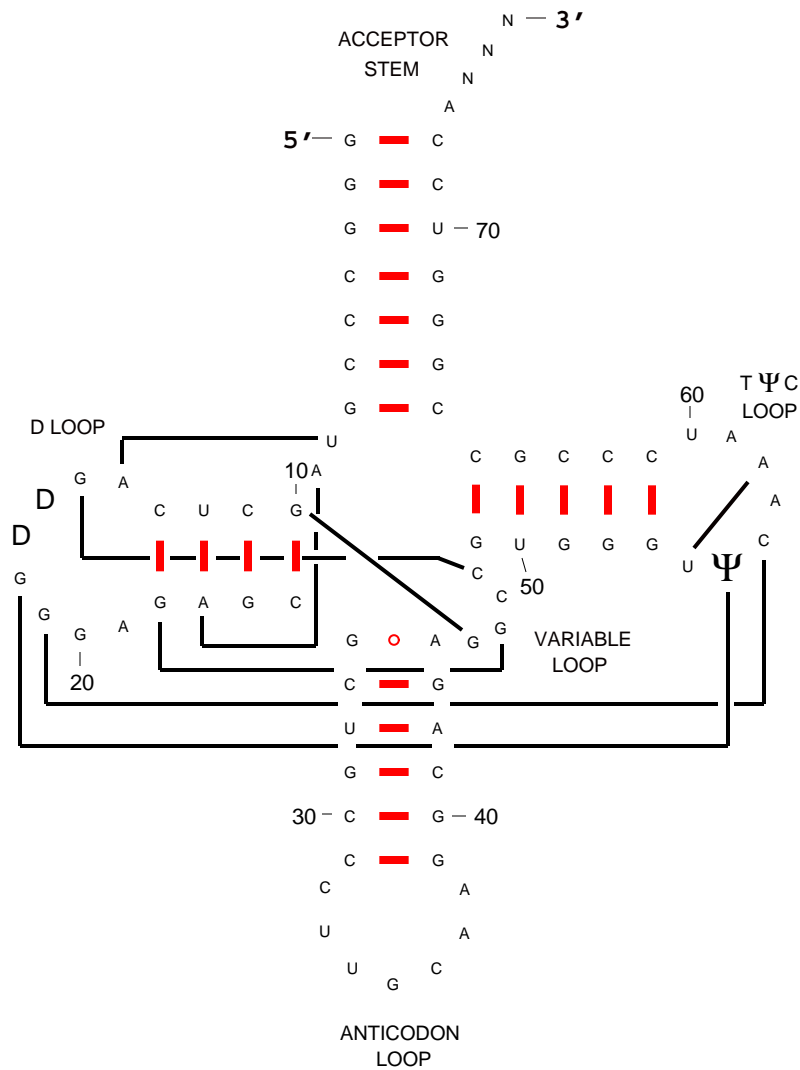 N — 3′
ACCEPTOR
STEM
N
N
A
5′— G C
G C
G U — 70
C G
C G
C G
G C
60
T Ψ C
LOOP
D LOOP
U
U
A
C G C C C
A
10
A
G
A
D
A
C U C G
D
G U G G G
C
U
Ψ
C
50
G
C
G A G C
G
A
G
G
G A G
VARIABLE
LOOP
20
C G
U A
G C
30 — C G — 40
C G
C A
U A
U C
G
ANTICODON
LOOP